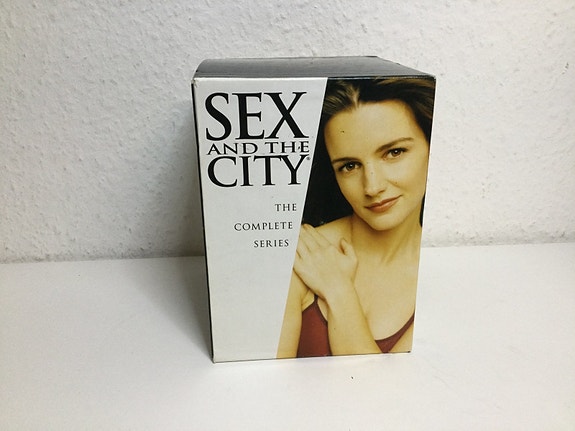 SEX
AND THE
CITY®
THE
COMPLETE
SERIES